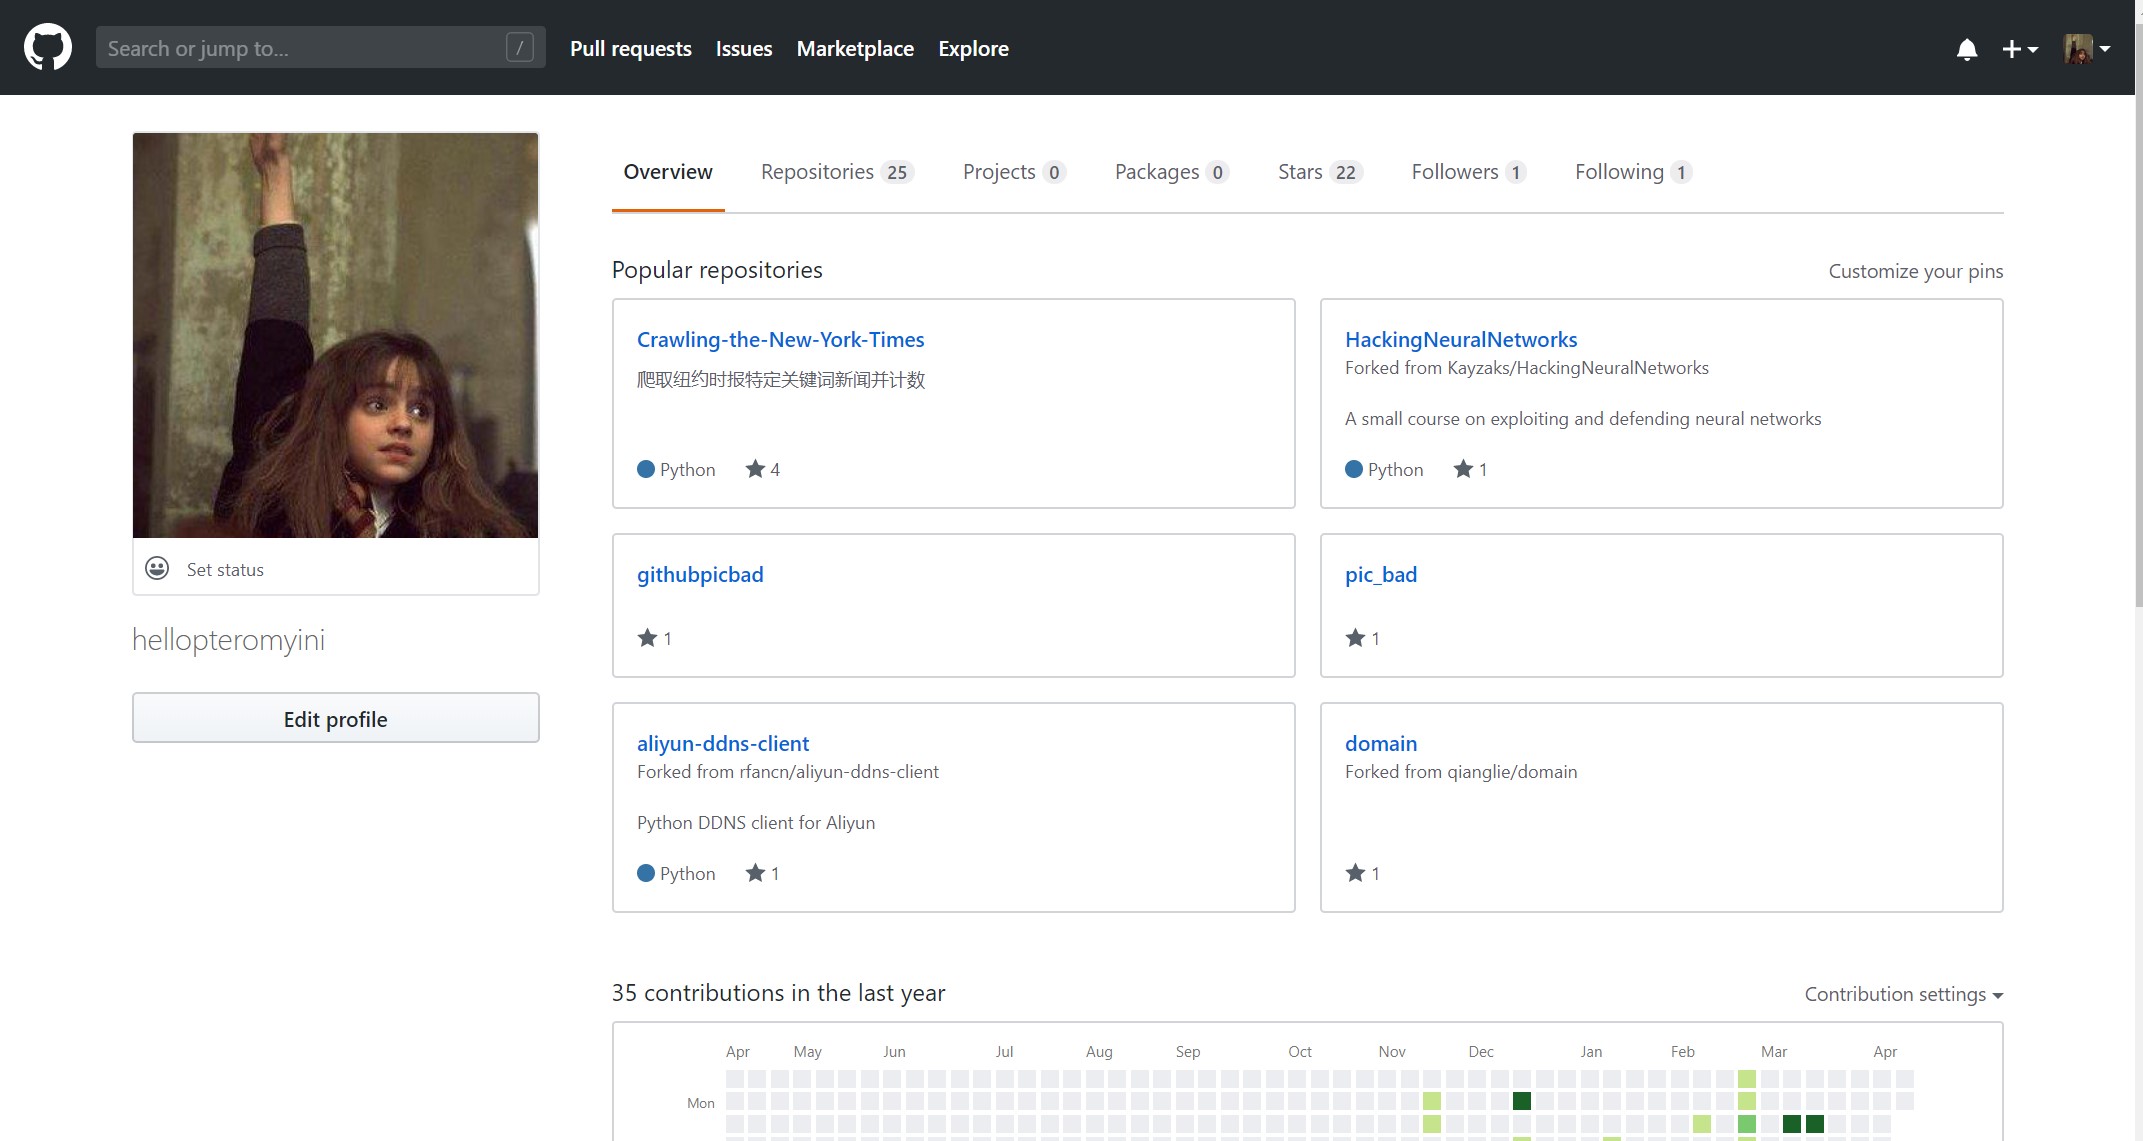 Search or jump to... /
Pull requests Issues Marketplace Explore
Overview Repositories 25 Projects 0 Packages 0 Stars 22 Followers 1 Following 1
Set status
hellopteromyini
Edit profile
Popular repositories
Customize your pins
Crawling-the-New-York-Times
爬取纽约时报特定关键词新闻并计数
Python 4
HackingNeuralNetworks
Forked from Kayzaks/HackingNeuralNetworks
A small course on exploiting and defending neural networks
Python 1
githubpicbad
1
pic_bad
1
aliyun-ddns-client
Forked from rfancn/aliyun-ddns-client
Python DDNS client for Aliyun
Python 1
domain
Forked from qianglie/domain
1
35 contributions in the last year
Contribution settings
Apr May Jun Jul Aug Sep Oct Nov Dec Jan Feb Mar Apr
Mon